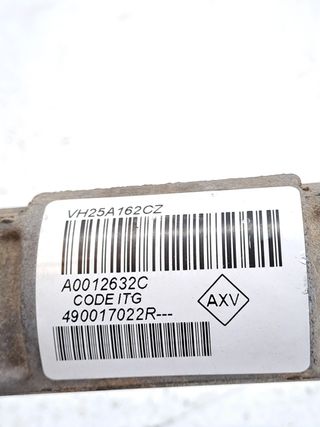 VH25A162CZ
A0012632C
CODE ITG
AXV
490017022R---